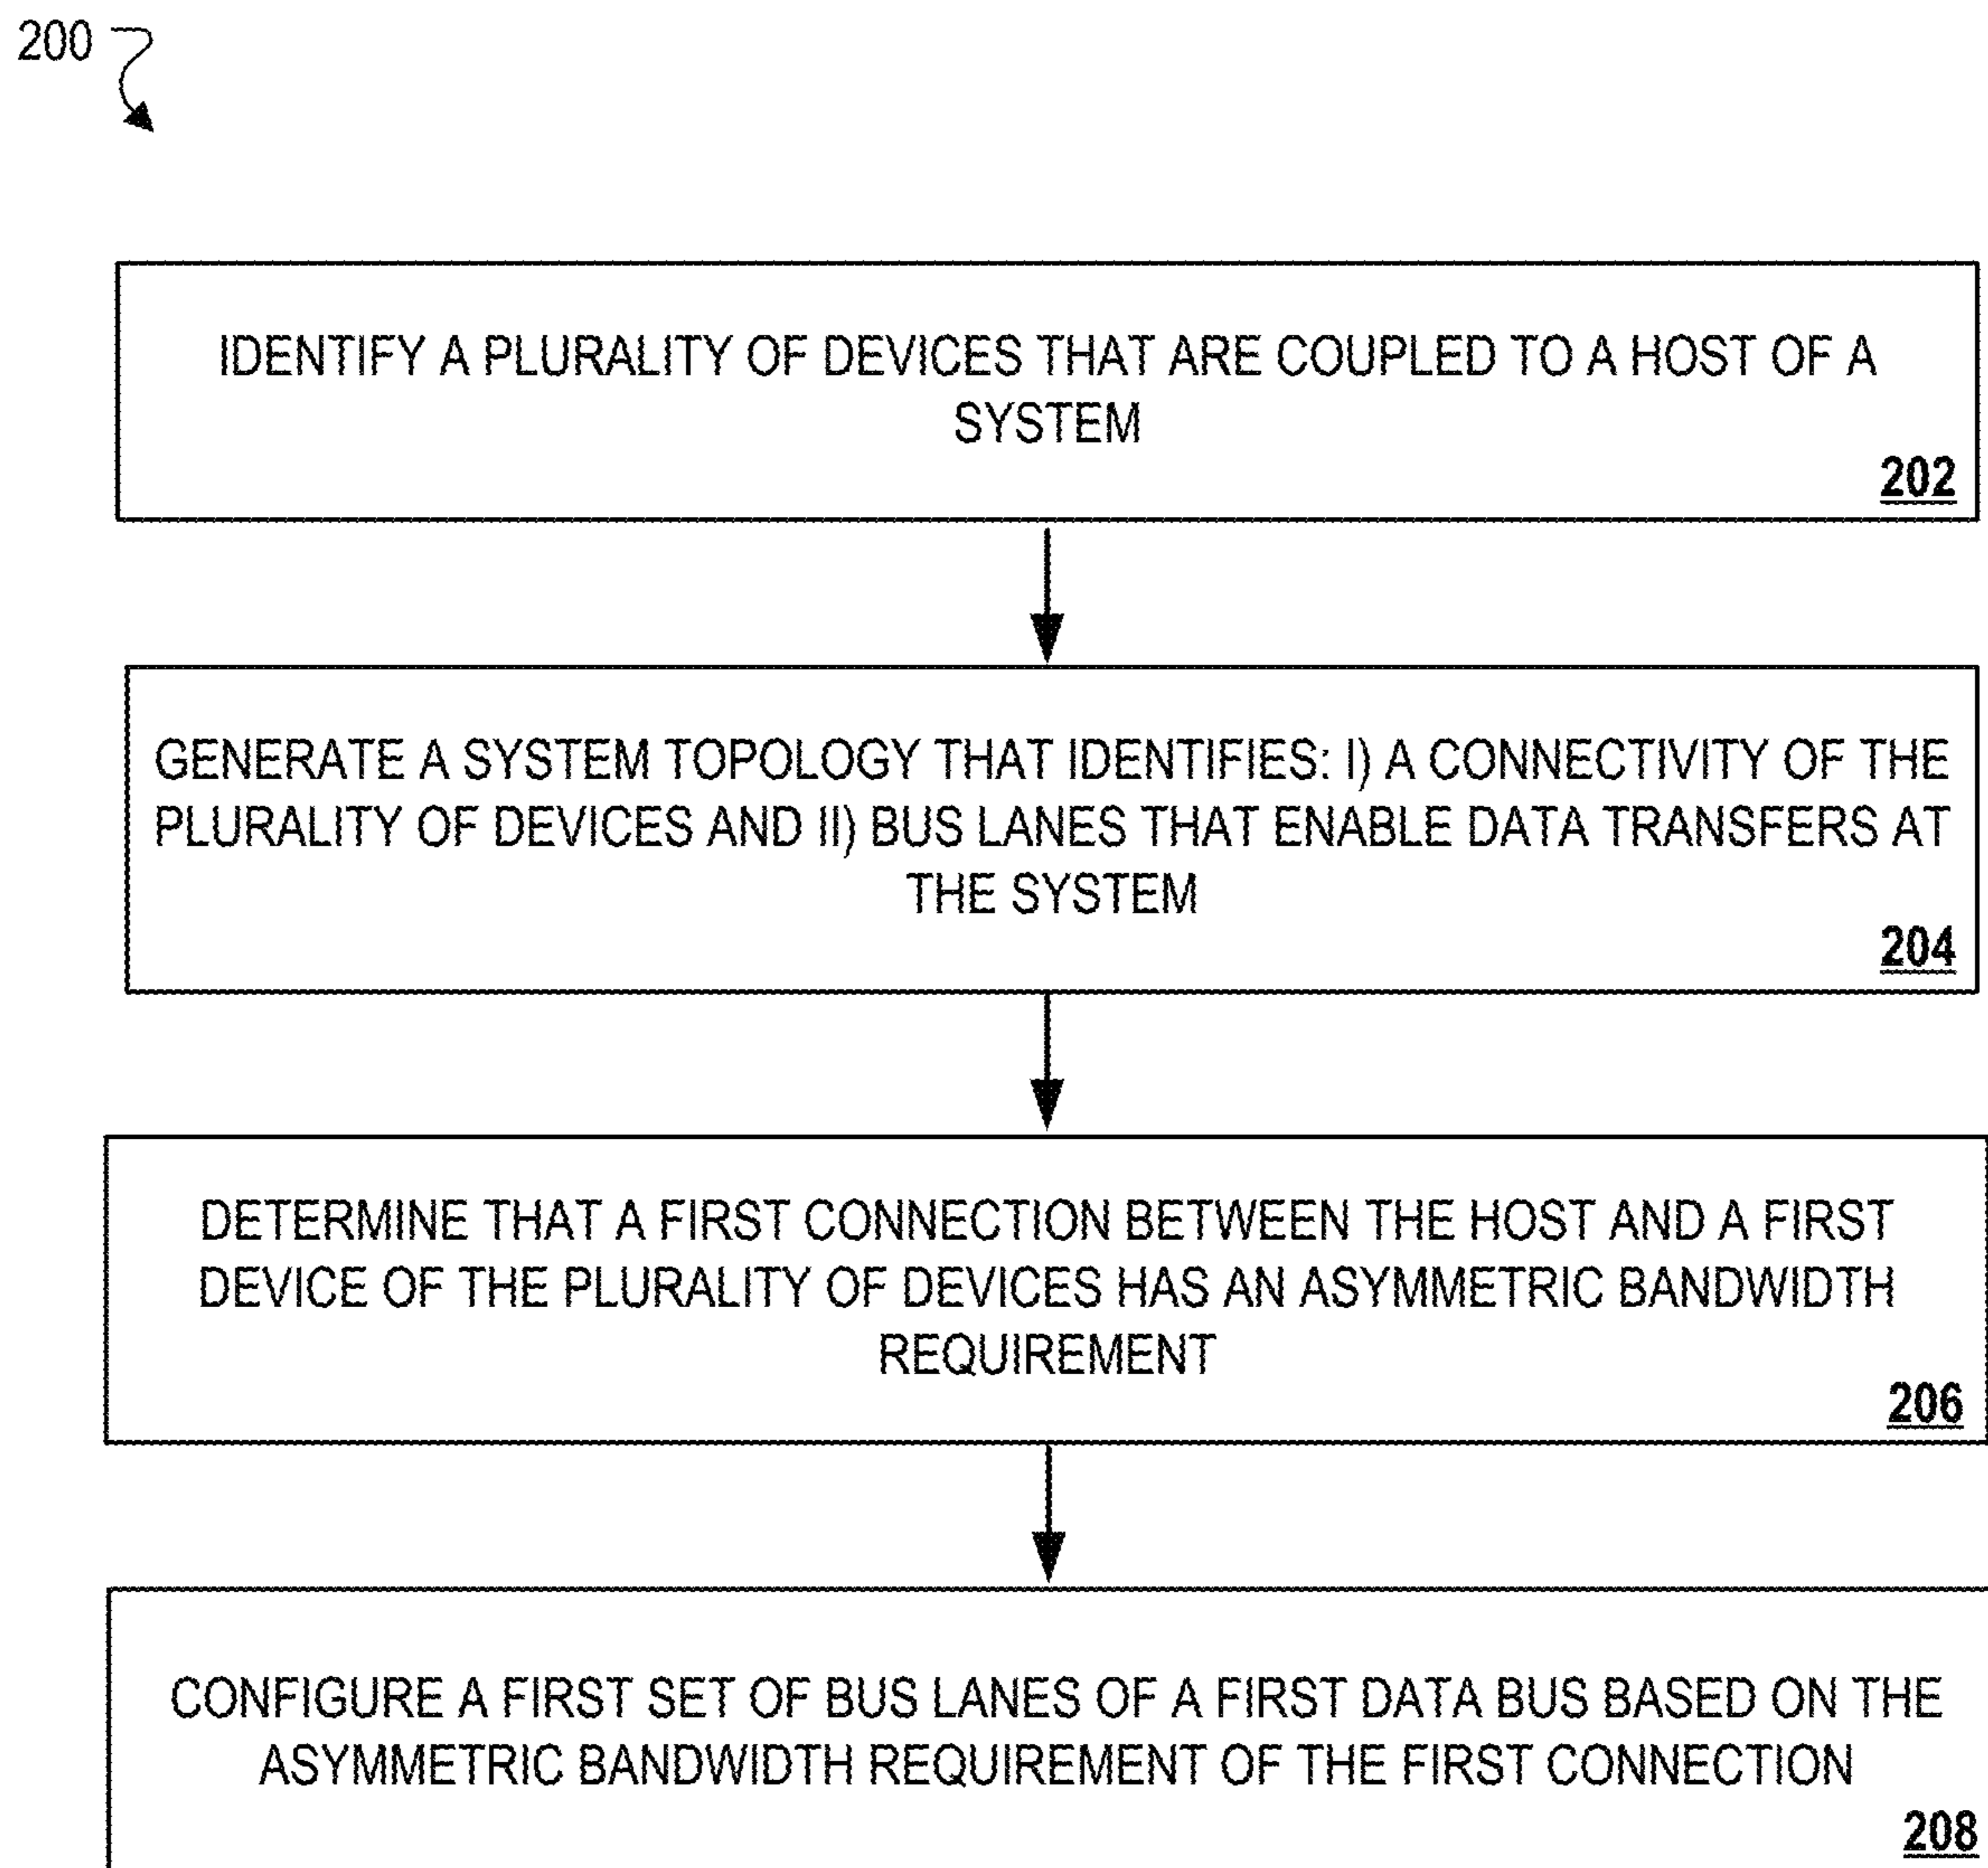 200
IDENTIFY A PLURALITY OF DEVICES THAT ARE COUPLED TO A HOST OF A
SYSTEM
202
GENERATE A SYSTEM TOPOLOGY THAT IDENTIFIES: I) A CONNECTIVITY OF THE
PLURALITY OF DEVICES AND II) BUS LANES THAT ENABLE DATA TRANSFERS AT
THE SYSTEM
204
DETERMINE THAT A FIRST CONNECTION BETWEEN THE HOST AND A FIRST
DEVICE OF THE PLURALITY OF DEVICES HAS AN ASYMMETRIC BANDWIDTH
REQUIREMENT
206
CONFIGURE A FIRST SET OF BUS LANES OF A FIRST DATA BUS BASED ON THE
ASYMMETRIC BANDWIDTH REQUIREMENT OF THE FIRST CONNECTION
208